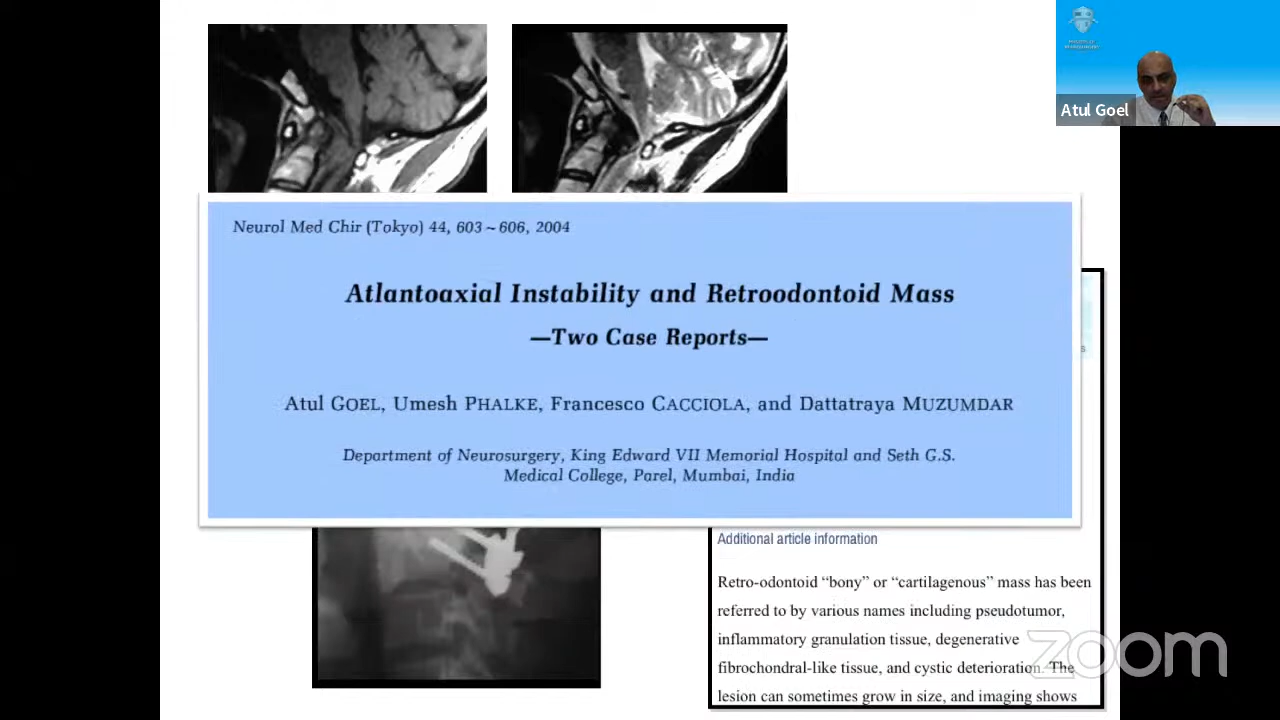 Atul Goel
Neurol Med Chir (Tokyo) 44, 603~606, 2004
Atlantoaxial Instability and Retroodontoid Mass
—Two Case Reports—
Atul GOEL, Umesh PHALKE, Francesco CACCIOLA, and Dattatraya MUZUMDAR
Department of Neurosurgery, King Edward VII Memorial Hospital and Seth G.S.
Medical College, Parel, Mumbai, India
Additional article information
Retro-odontoid “bony” or “cartilagenous” mass has been
referred to by various names including pseudotumor,
inflammatory granulation tissue, degenerative
fibrochondral-like tissue, and cystic deterioration. The
lesion can sometimes grow in size, and imaging shows
zoom